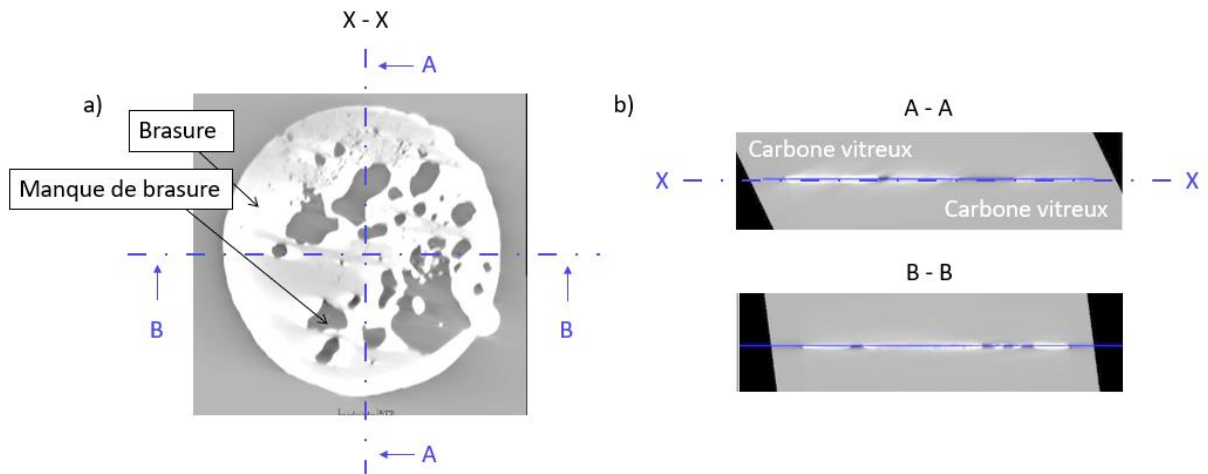 X - X
A
a)
Brasure
Manque de brasure
B
B
A
b)
A - A
Carbone vitreux
X
X
Carbone vitreux
B - B